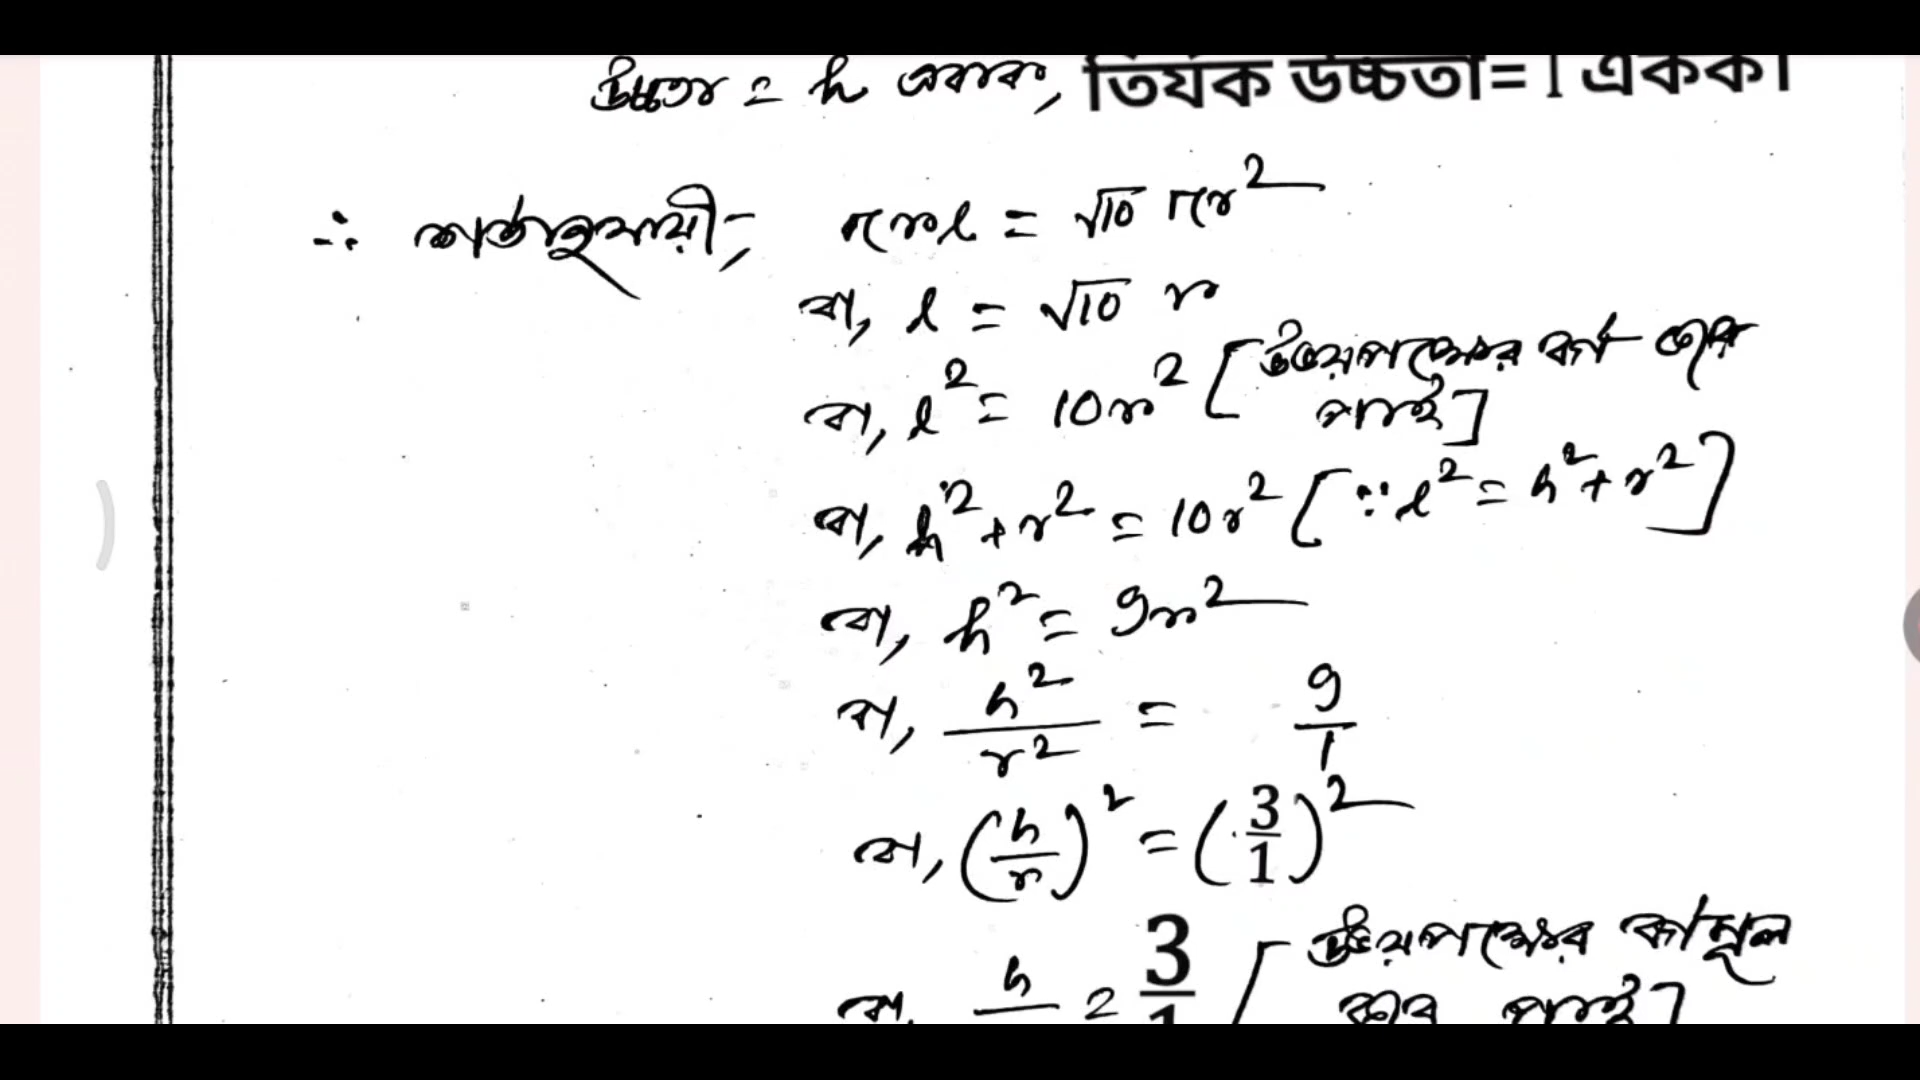 উচ্চতা = h একক, তির্যক উচ্চতা= l একক।
∴ শর্তানুযায়ী, πrl = √10 πr²
বা, l = √10 r
বা, l² = 10r² [উভয়পক্ষের বর্গ করে
পাই]
বা, h² + r² = 10r² [∵ l² = h² + r²]
বা, h² = 9r²
বা, h²/r² = 9/1
বা, (h/r)² = (3/1)²
বা, h = 3/1 [উভয়পক্ষের বর্গমূল
করে পাই]